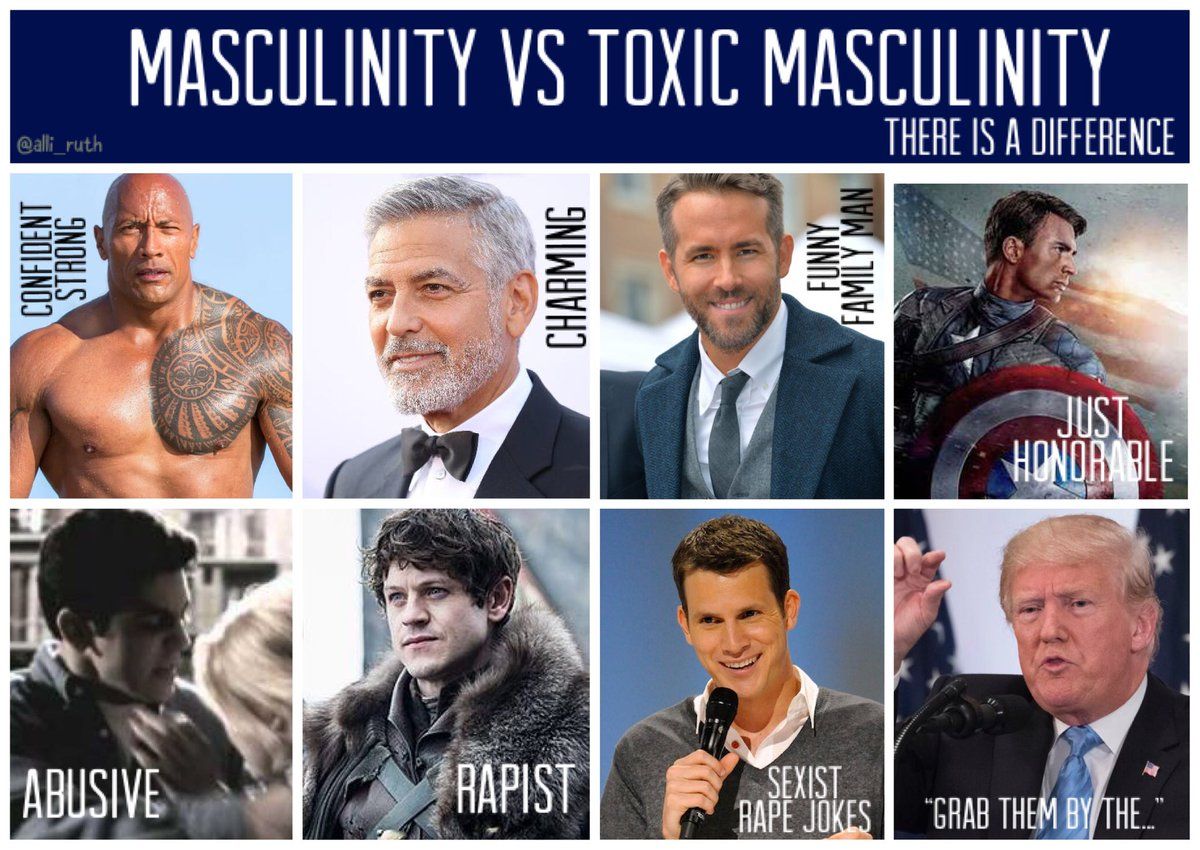 MASCULINITY VS TOXIC MASCULINITY
THERE IS A DIFFERENCE
@alli_ruth
CONFIDENT
STRONG
CHARMING
FUNNY
FAMILY MAN
JUST
HONORABLE
ABUSIVE
RAPIST
SEXIST
RAPE JOKES
“GRAB THEM BY THE...”